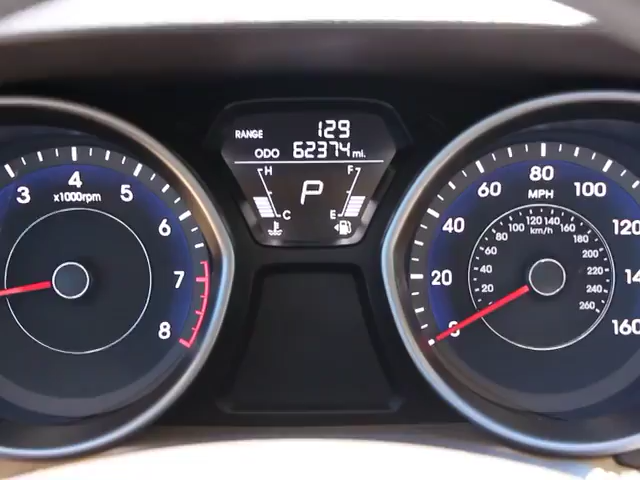 RANGE 129
ODO 62374 mi.
H F
P
C E
3 4 5 6 7 8
x1000rpm
20 40 60 80 100 120 14 160
MPH
20 40 60 80 100 120 140 160 180 200 220 240 260
km/h